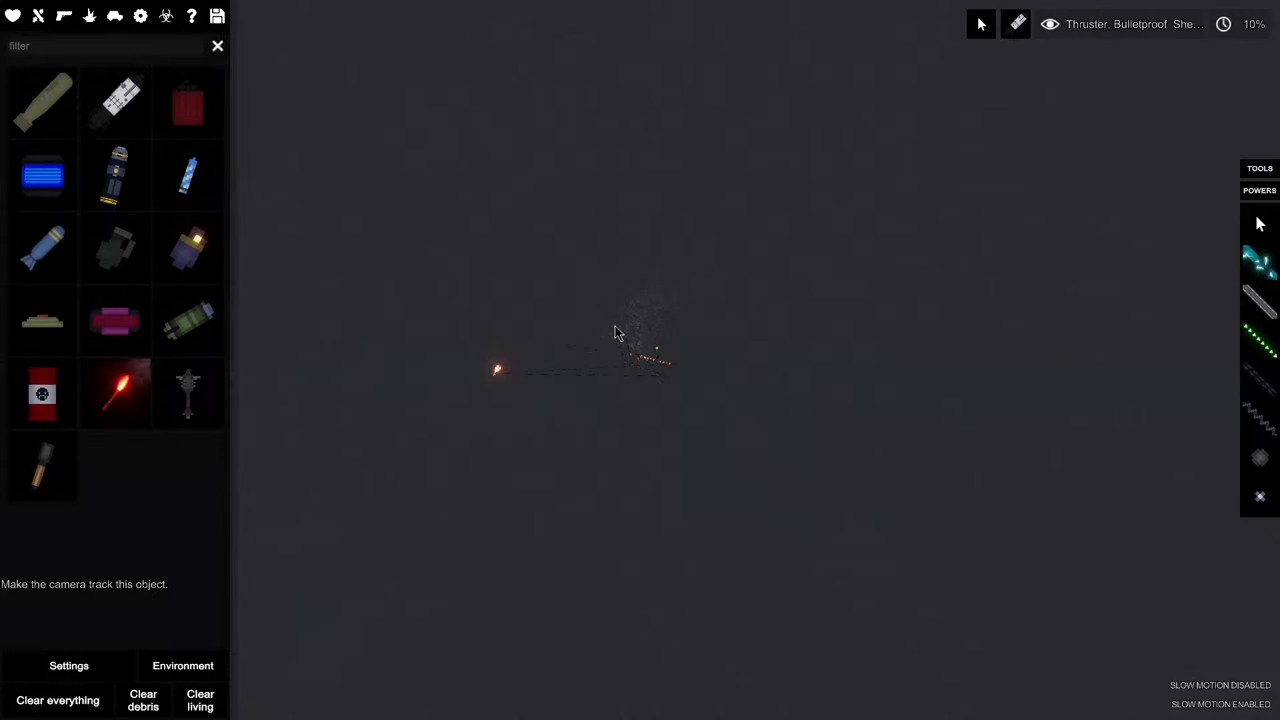 filter
Thruster, Bulletproof She...
10%
TOOLS
POWERS
Make the camera track this object.
Settings
Environment
Clear everything
Clear debris
Clear living
SLOW MOTION DISABLED
SLOW MOTION ENABLED